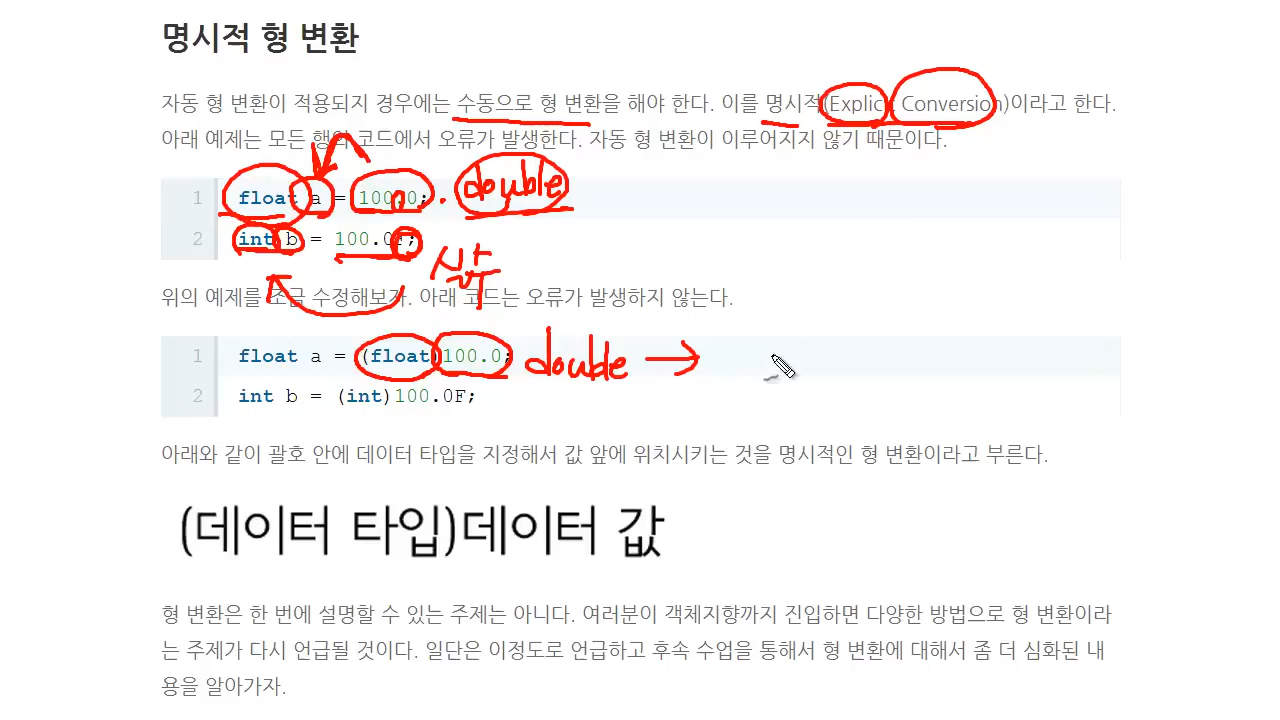 명시적 형 변환
자동 형 변환이 적용되지 경우에는 수동으로 형 변환을 해야 한다. 이를 명시적(Explicit Conversion)이라고 한다.
아래 예제는 모든 행의 코드에서 오류가 발생한다. 자동 형 변환이 이루어지지 않기 때문이다.
1 float a = 100.0; double
2 int b = 100.0F;
실수
위의 예제를 조금 수정해보자. 아래 코드는 오류가 발생하지 않는다.
1 float a = (float)100.0; double →
2 int b = (int)100.0F;
아래와 같이 괄호 안에 데이터 타입을 지정해서 값 앞에 위치시키는 것을 명시적인 형 변환이라고 부른다.
(데이터 타입)데이터 값
형 변환은 한 번에 설명할 수 있는 주제는 아니다. 여러분이 객체지향까지 진입하면 다양한 방법으로 형 변환이라
는 주제가 다시 언급될 것이다. 일단은 이정도로 언급하고 후속 수업을 통해서 형 변환에 대해서 좀 더 심화된 내
용을 알아가자.